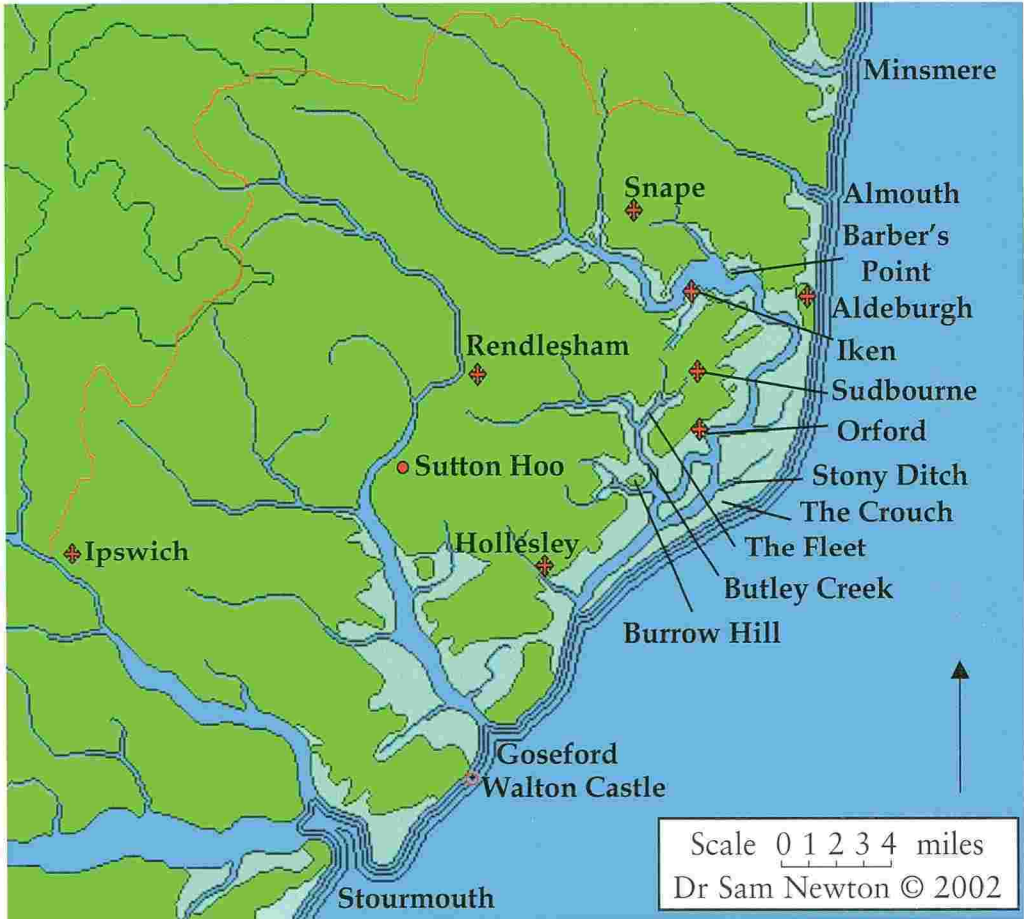 Minsmere
Snape
Almouth
Barber's
Point
Aldeburgh
Rendlesham
Iken
Sudbourne
Orford
Sutton Hoo
Stony Ditch
The Crouch
Ipswich
Hollesley
The Fleet
Butley Creek
Burrow Hill
Goseford
Walton Castle
Stourmouth
Scale 0 1 2 3 4 miles
Dr Sam Newton © 2002